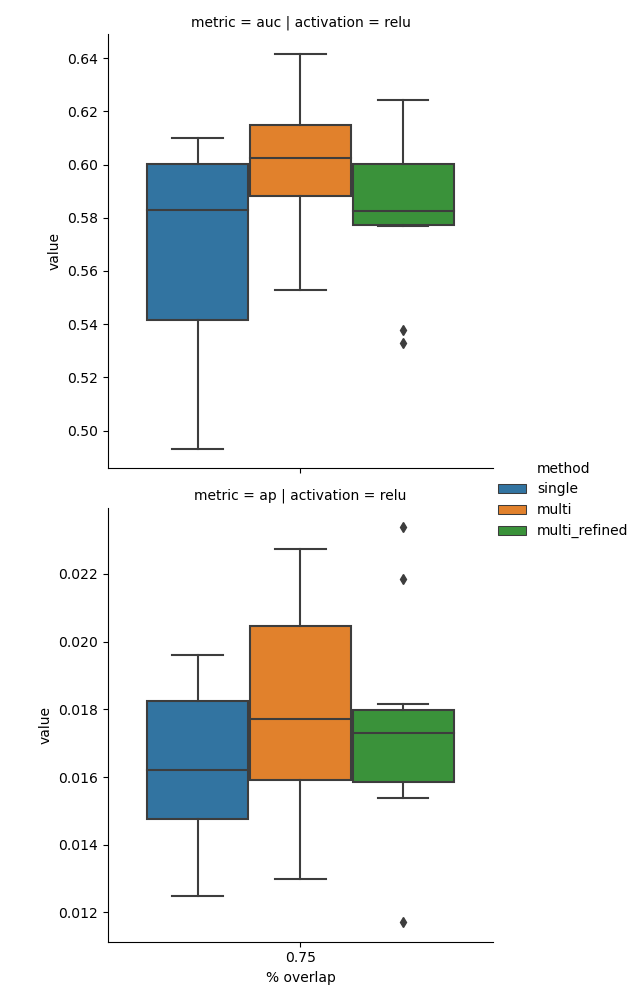 metric = auc | activation = relu
0.64
0.62
0.60
0.58
0.56
0.54
0.52
0.50
value
metric = ap | activation = relu
0.022
0.020
0.018
0.016
0.014
0.012
value
0.75
% overlap
method
single
multi
multi_refined